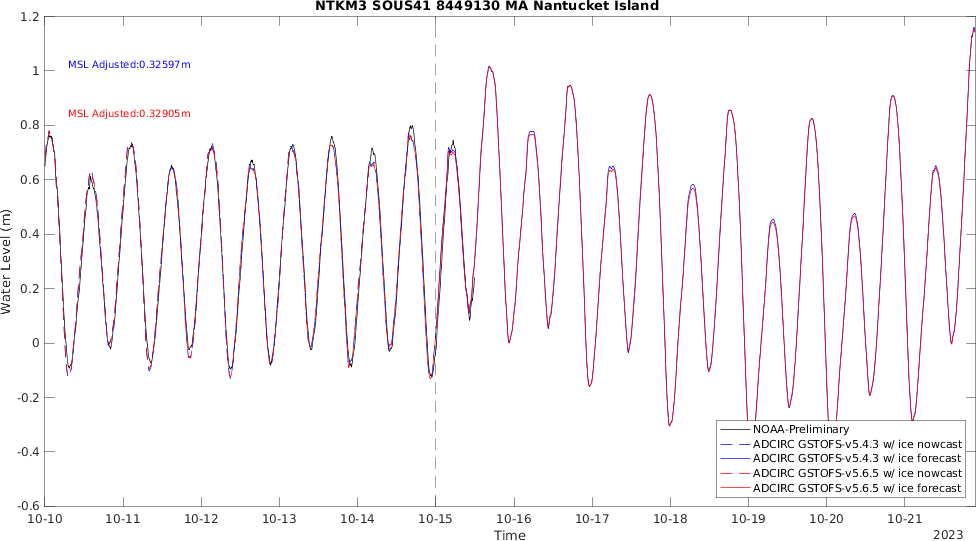 NTKM3 SOUS41 8449130 MA Nantucket Island
MSL Adjusted:0.32597m
MSL Adjusted:0.32905m
Water Level (m)
1.2
1
0.8
0.6
0.4
0.2
0
-0.2
-0.4
-0.6
NOAA-Preliminary
ADCIRC GSTOFS-v5.4.3 w/ ice nowcast
ADCIRC GSTOFS-v5.4.3 w/ ice forecast
ADCIRC GSTOFS-v5.6.5 w/ ice nowcast
ADCIRC GSTOFS-v5.6.5 w/ ice forecast
10-10 10-11 10-12 10-13 10-14 10-15 10-16 10-17 10-18 10-19 10-20 10-21
Time
2023